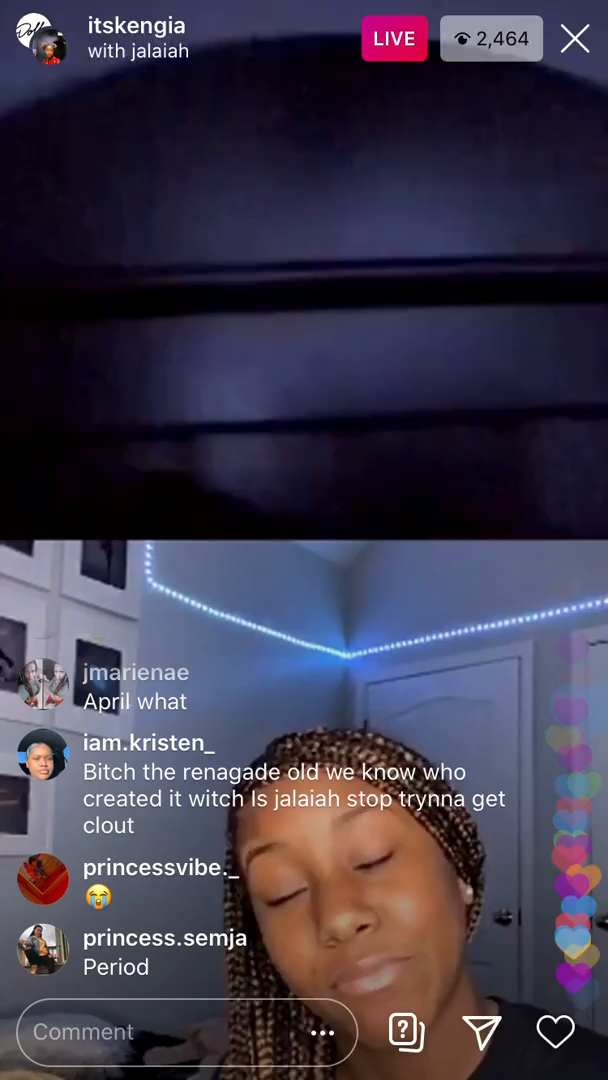 itskengia
with jalaiah
LIVE
2,464
jmarienae
April what
iam.kristen_
Bitch the renagade old we know who
created it witch Is jalaiah stop trynna get
clout
princessvibe._
😭
princess.semja
Period
Comment